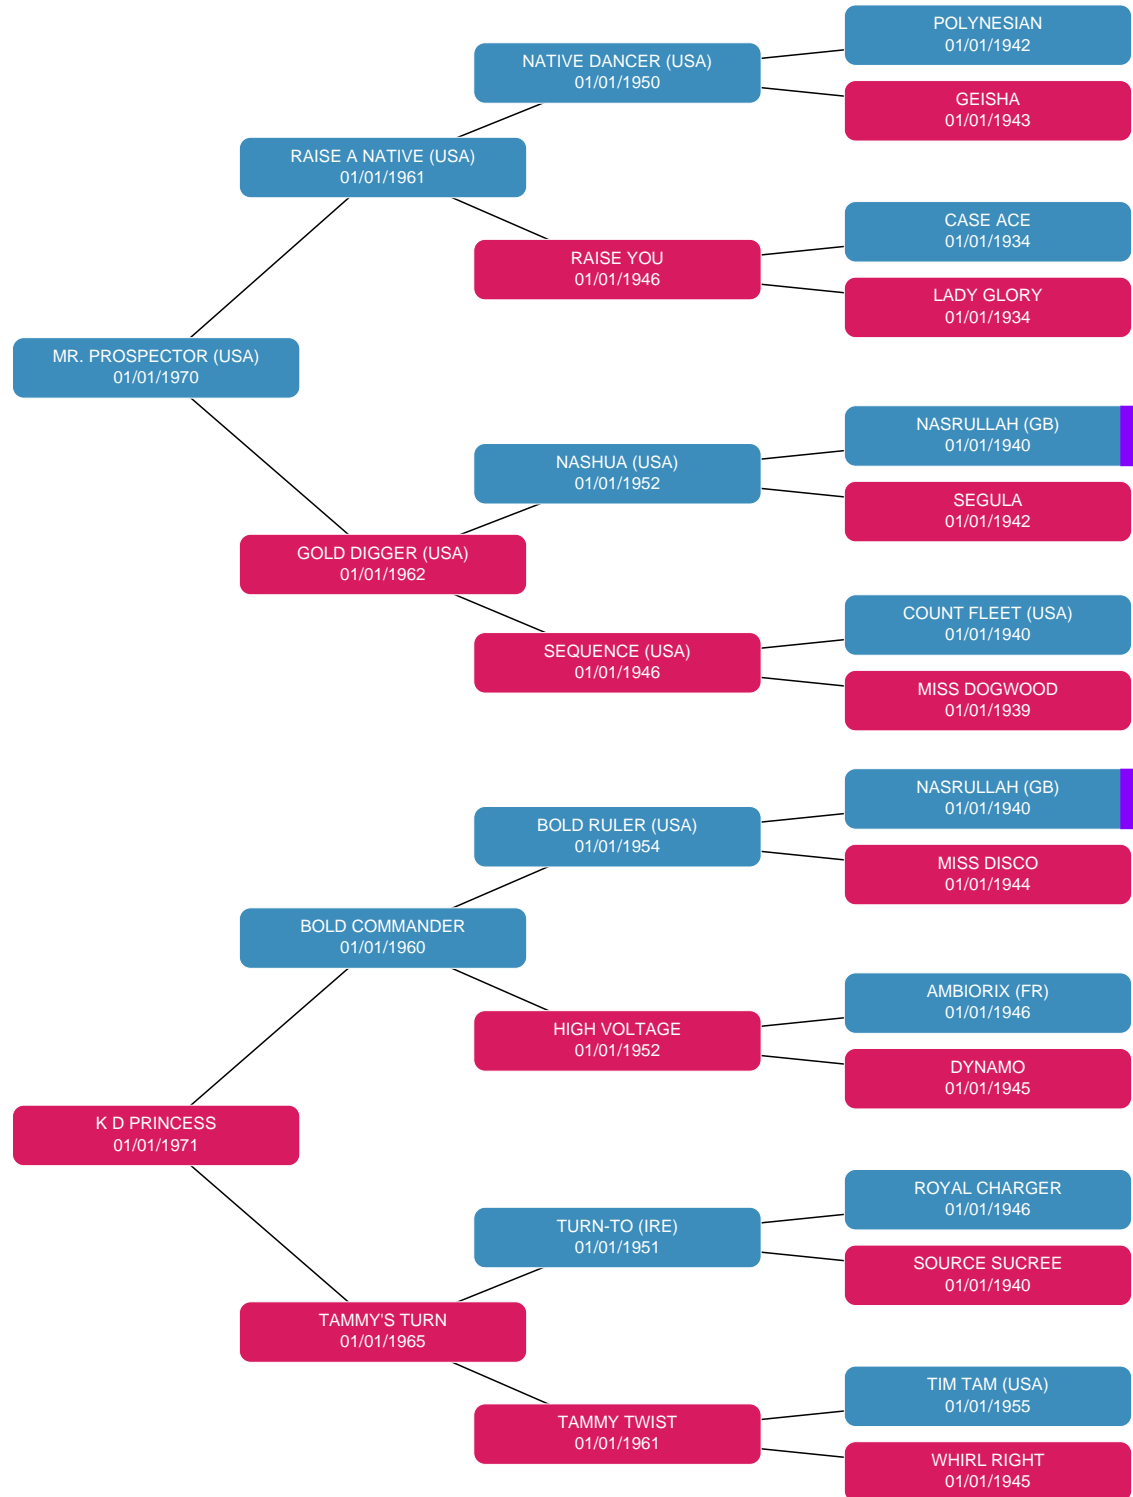 POLYNESIAN
01/01/1942
NATIVE DANCER (USA)
01/01/1950
GEISHA
01/01/1943
RAISE A NATIVE (USA)
01/01/1961
CASE ACE
01/01/1934
RAISE YOU
01/01/1946
LADY GLORY
01/01/1934
MR. PROSPECTOR (USA)
01/01/1970
NASRULLAH (GB)
01/01/1940
NASHUA (USA)
01/01/1952
SEGULA
01/01/1942
GOLD DIGGER (USA)
01/01/1962
COUNT FLEET (USA)
01/01/1940
SEQUENCE (USA)
01/01/1946
MISS DOGWOOD
01/01/1939
NASRULLAH (GB)
01/01/1940
BOLD RULER (USA)
01/01/1954
MISS DISCO
01/01/1944
BOLD COMMANDER
01/01/1960
AMBIORIX (FR)
01/01/1946
HIGH VOLTAGE
01/01/1952
DYNAMO
01/01/1945
K D PRINCESS
01/01/1971
ROYAL CHARGER
01/01/1946
TURN-TO (IRE)
01/01/1951
SOURCE SUCREE
01/01/1940
TAMMY'S TURN
01/01/1965
TIM TAM (USA)
01/01/1955
TAMMY TWIST
01/01/1961
WHIRL RIGHT
01/01/1945